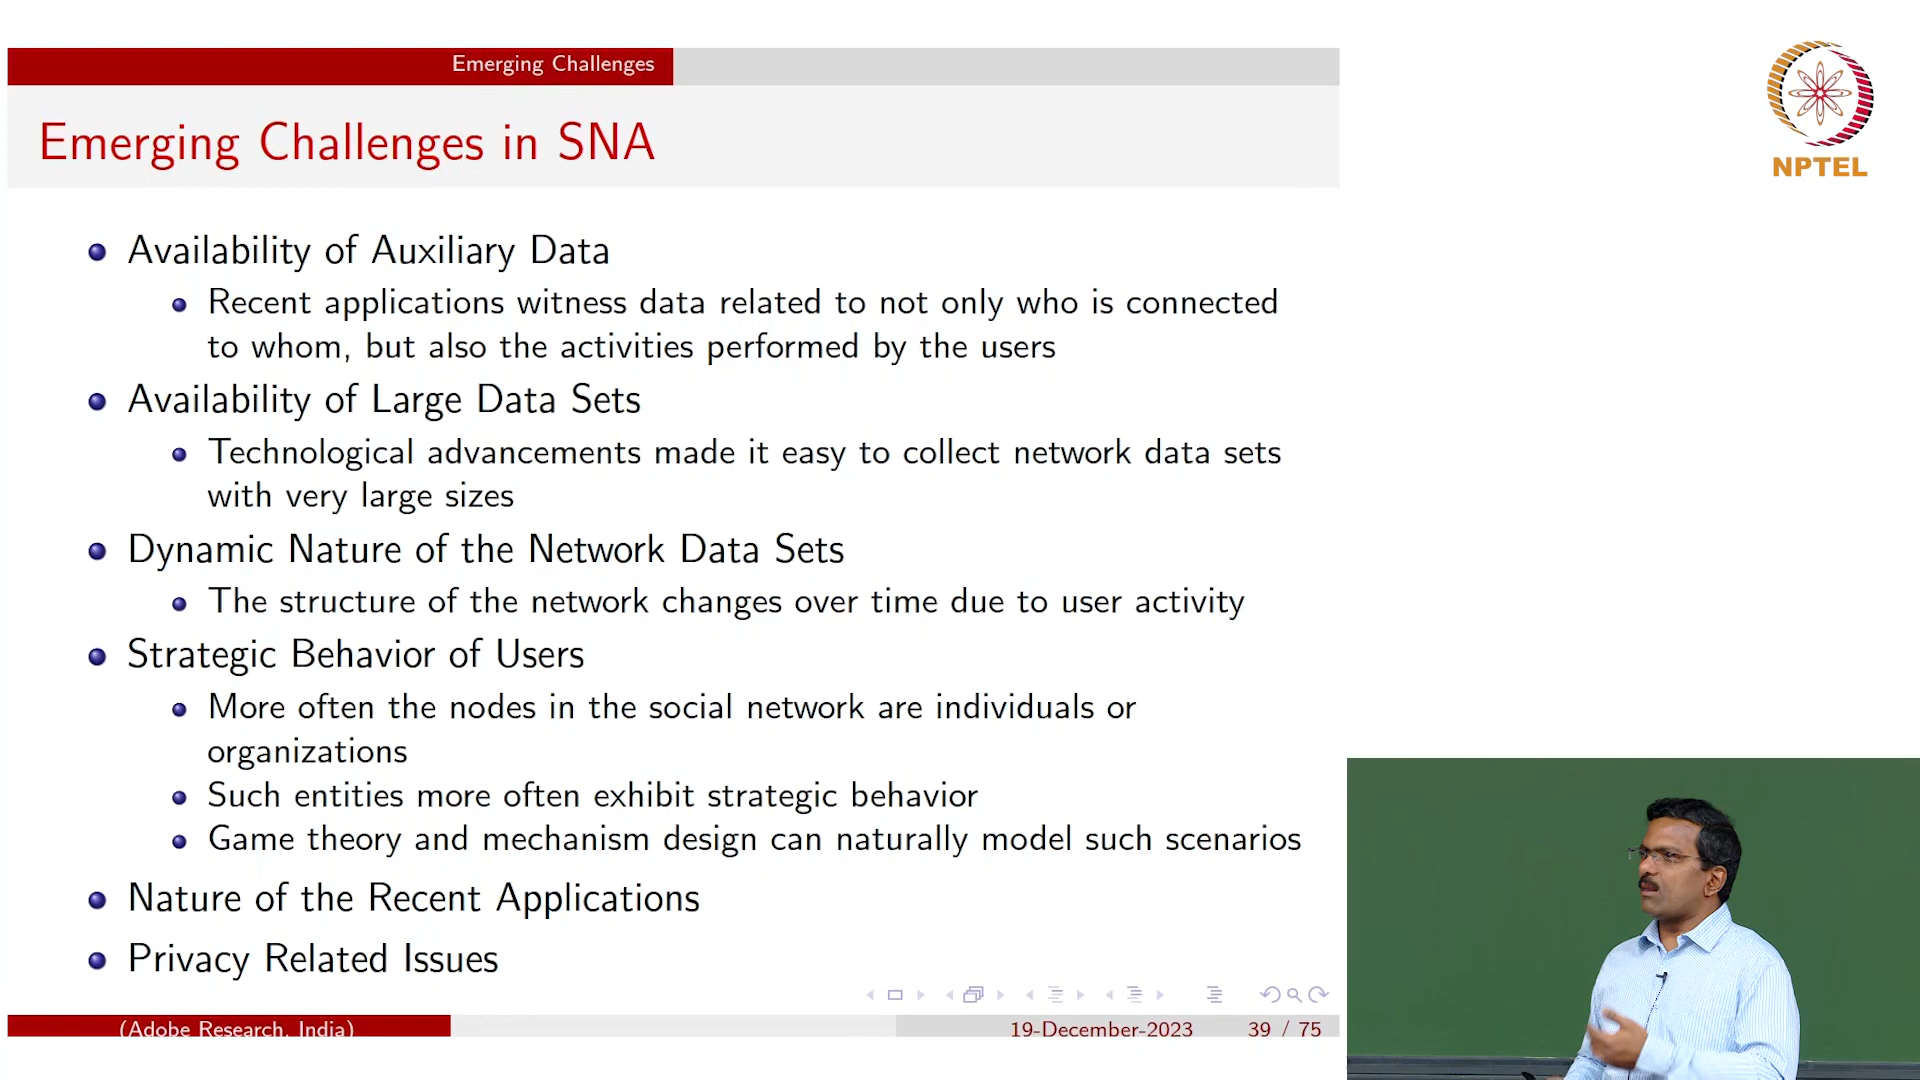 Emerging Challenges
Emerging Challenges in SNA
NPTEL
Availability of Auxiliary Data
Recent applications witness data related to not only who is connected
to whom, but also the activities performed by the users
Availability of Large Data Sets
Technological advancements made it easy to collect network data sets
with very large sizes
Dynamic Nature of the Network Data Sets
The structure of the network changes over time due to user activity
Strategic Behavior of Users
More often the nodes in the social network are individuals or
organizations
Such entities more often exhibit strategic behavior
Game theory and mechanism design can naturally model such scenarios
Nature of the Recent Applications
Privacy Related Issues
(Adobe Research, India)
19-December-2023
39 / 75